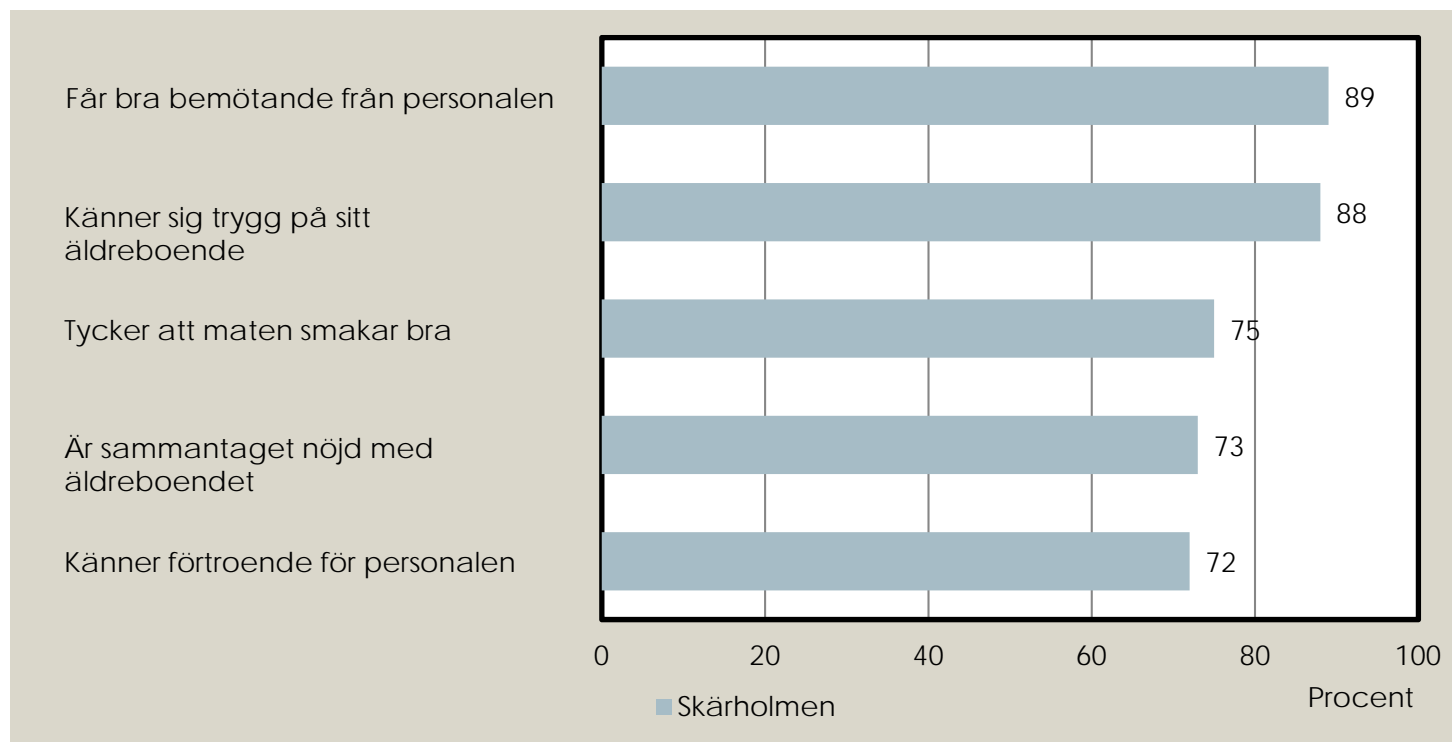 Får bra bemötande från personalen
89
Känner sig trygg på sitt
äldreboende
88
Tycker att maten smakar bra
75
Är sammantaget nöjd med
äldreboendet
73
Känner förtroende för personalen
72
0 20 40 60 80 100
Procent
Skärholmen